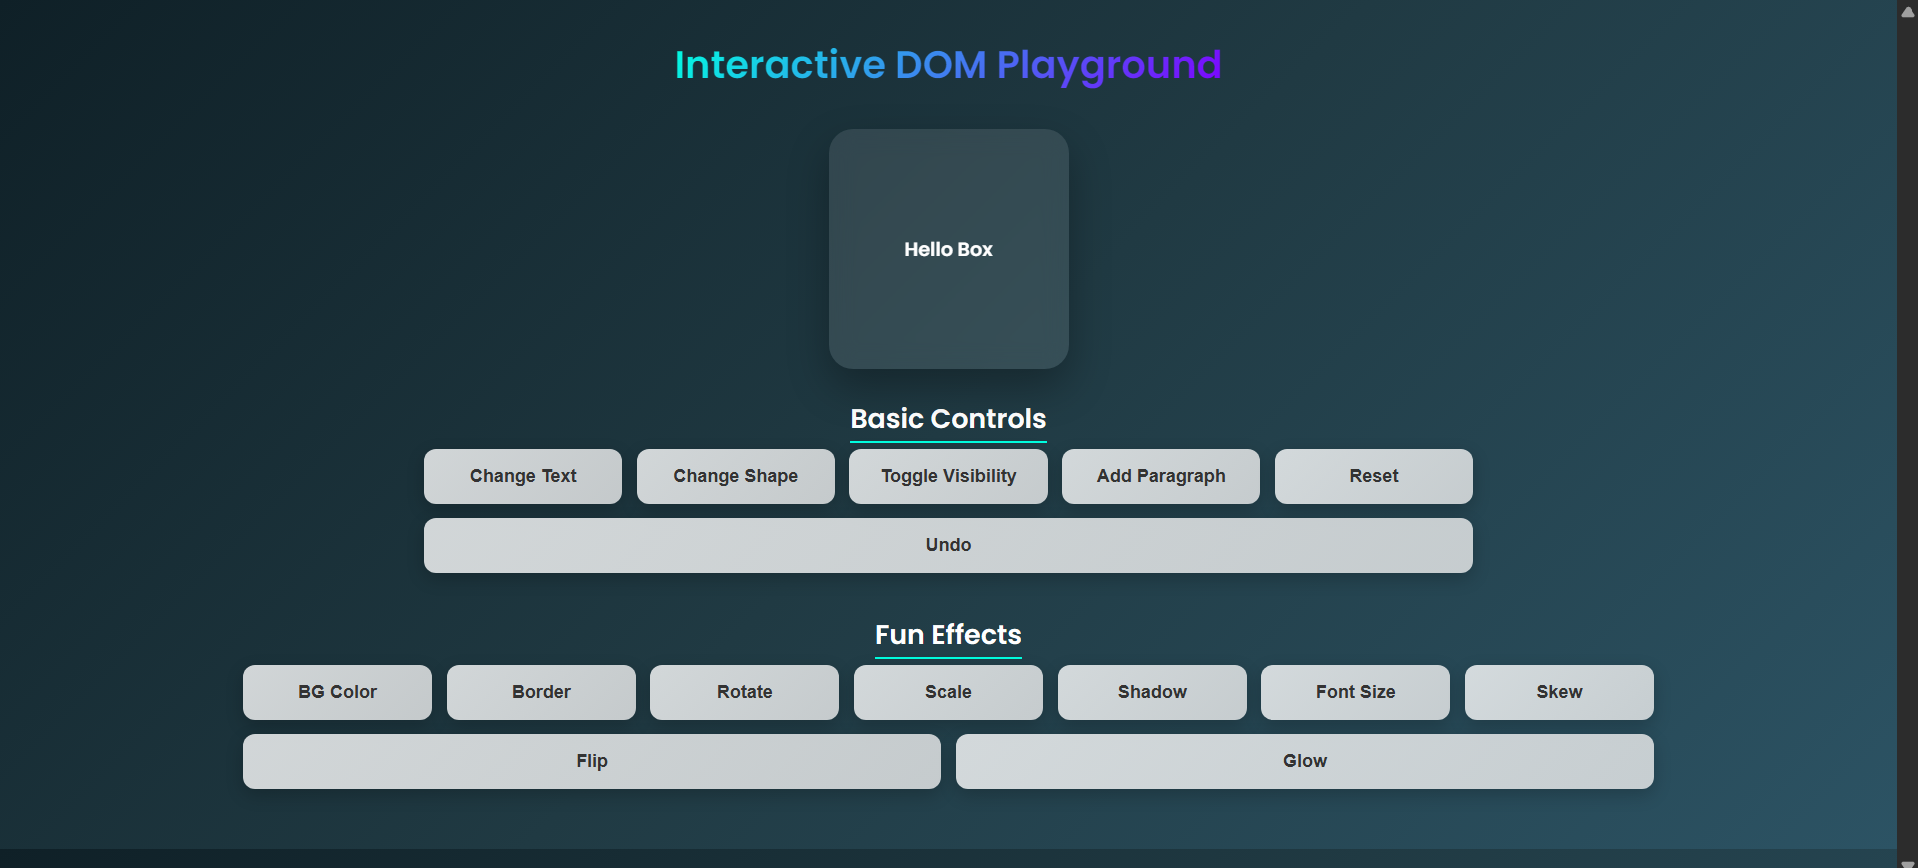 Interactive DOM Playground
Hello Box
Basic Controls
Change Text
Change Shape
Toggle Visibility
Add Paragraph
Reset
Undo
Fun Effects
BG Color
Border
Rotate
Scale
Shadow
Font Size
Skew
Flip
Glow